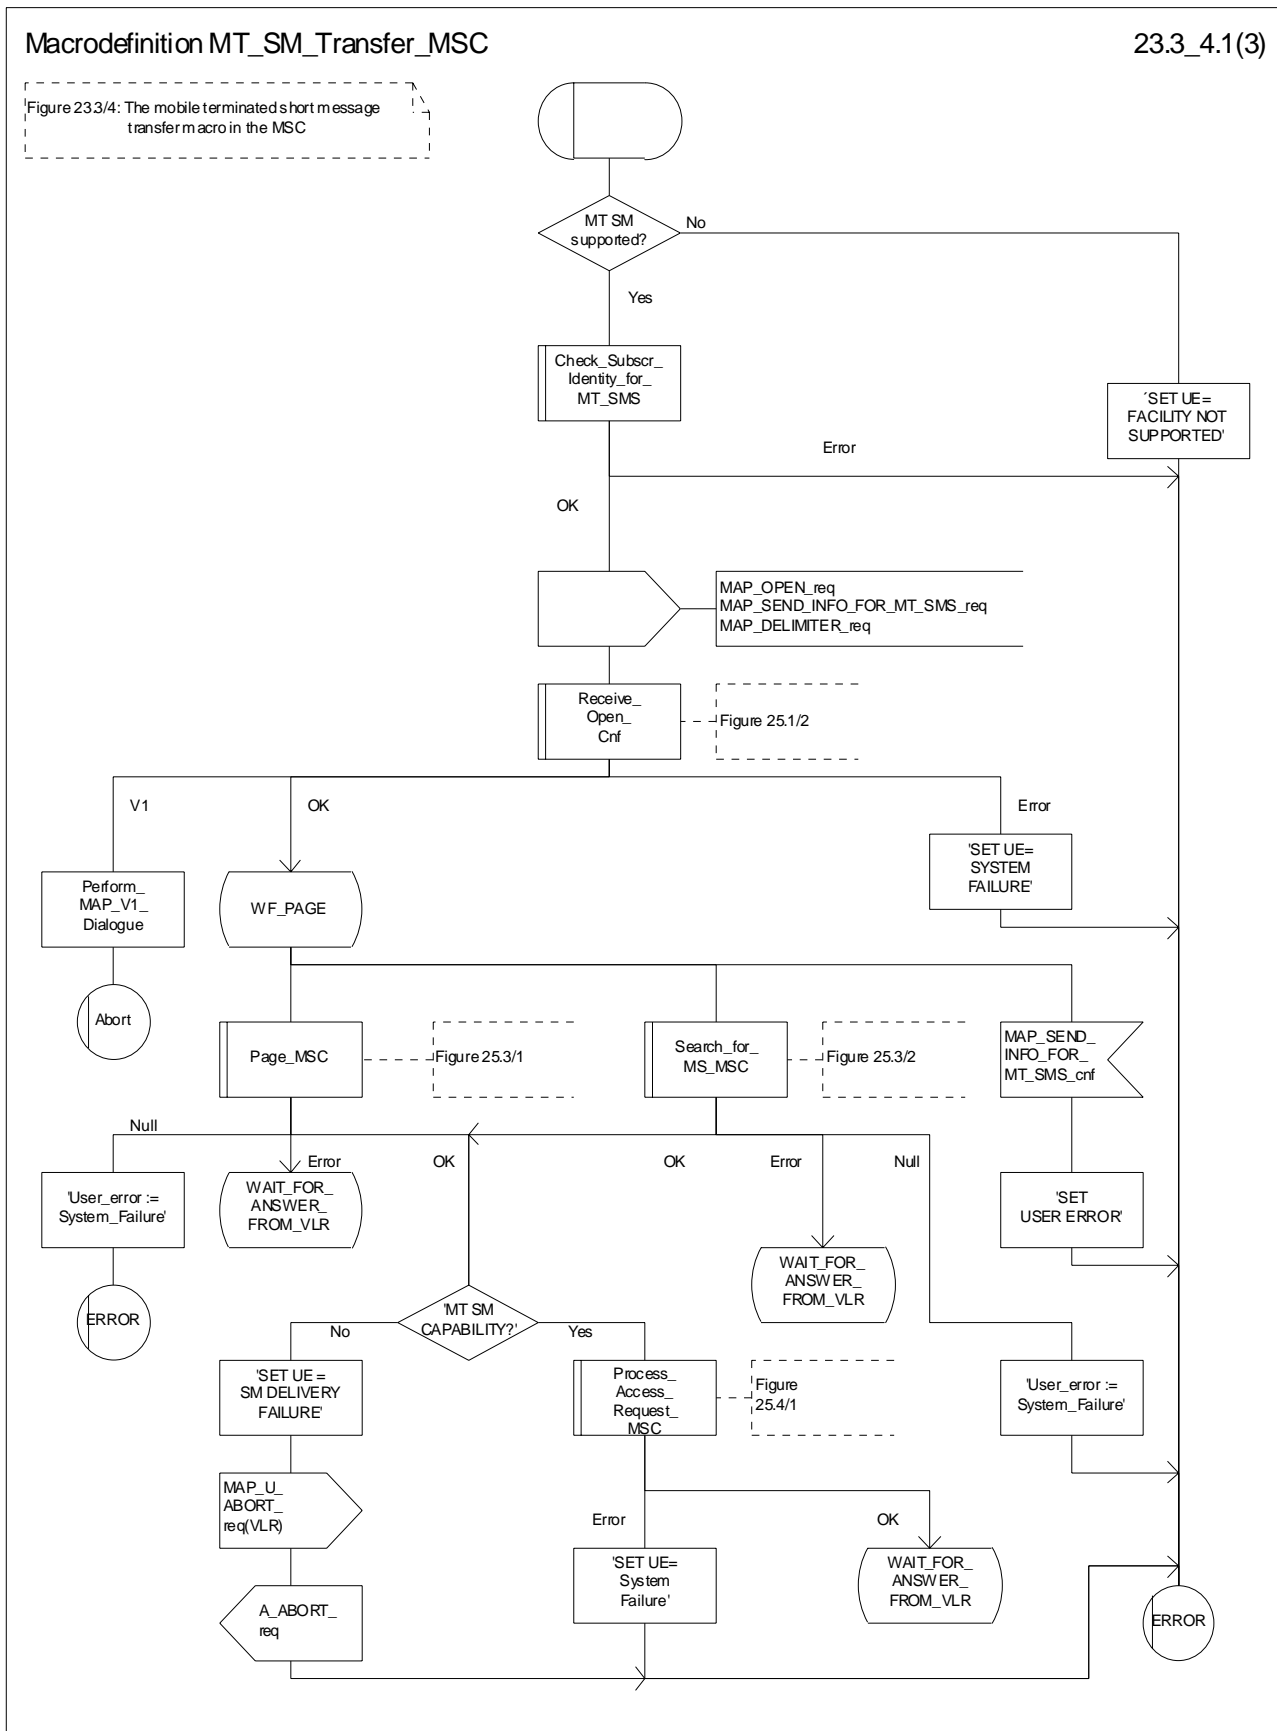 Macrodefinition MT_SM_Transfer_MSC
23.3_4.1(3)
Figure 23.3/4: The mobile terminated short message
transfer macro in the MSC
MT SM
supported?
No
Yes
Check_Subscr_
Identity_for_
MT_SMS
´SET UE=
FACILITY NOT
SUPPORTED'
Error
OK
MAP_OPEN_req
MAP_SEND_INFO_FOR_MT_SMS_req
MAP_DELIMITER_req
Receive_
Open_
Cnf
Figure 25.1/2
V1
OK
Error
'SET UE=
SYSTEM
FAILURE'
Perform_
MAP_V1_
Dialogue
WF_PAGE
Abort
Page_MSC
Figure 25.3/1
Search_for_
MS_MSC
Figure 25.3/2
MAP_SEND_
INFO_FOR_
MT_SMS_cnf
Null
Error
OK
OK
Error
Null
'User_error :=
System_Failure'
WAIT_FOR_
ANSWER_
FROM_VLR
'SET
USER ERROR'
WAIT_FOR_
ANSWER_
FROM_VLR
ERROR
'MT SM
CAPABILITY?'
No
Yes
'SET UE =
SM DELIVERY
FAILURE'
Process_
Access_
Request_
MSC
Figure
25.4/1
'User_error :=
System_Failure'
MAP_U_
ABORT_
req(VLR)
Error
OK
'SET UE=
System
Failure'
WAIT_FOR_
ANSWER_
FROM_VLR
A_ABORT_
req
ERROR